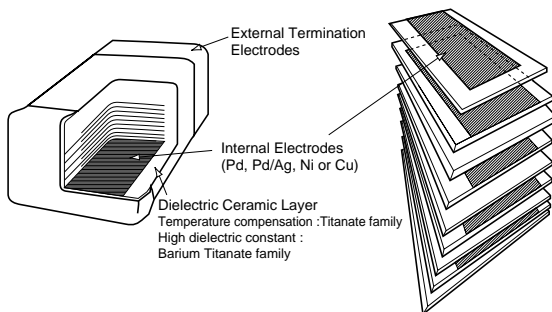 External Termination
Electrodes
Internal Electrodes
(Pd, Pd/Ag, Ni or Cu)
Dielectric Ceramic Layer
Temperature compensation :Titanate family
High dielectric constant :
Barium Titanate family